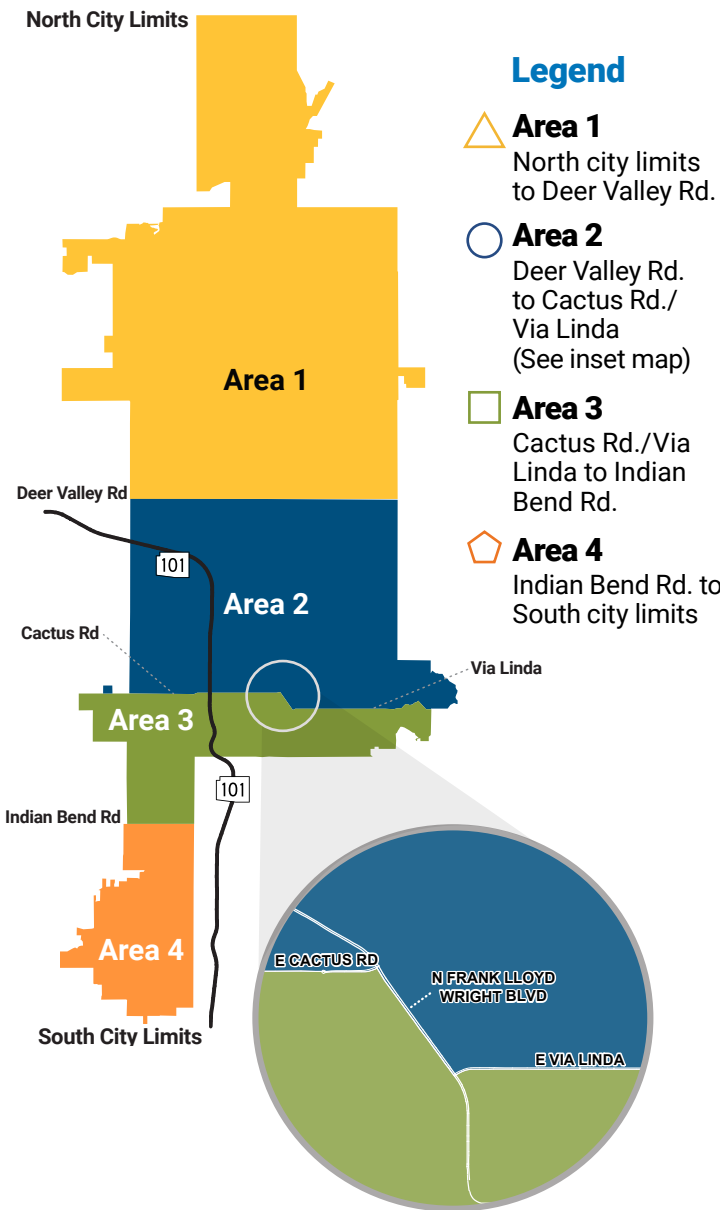 North City Limits
Legend
Area 1
North city limits
to Deer Valley Rd.
Area 2
Deer Valley Rd.
to Cactus Rd./
Via Linda
(See inset map)
Area 3
Cactus Rd./Via
Linda to Indian
Bend Rd.
Area 4
Indian Bend Rd. to
South city limits
Area 1
Deer Valley Rd
101
Area 2
Cactus Rd
Via Linda
Area 3
101
Indian Bend Rd
Area 4
South City Limits
E CACTUS RD
N FRANK LLOYD
WRIGHT BLVD
E VIA LINDA